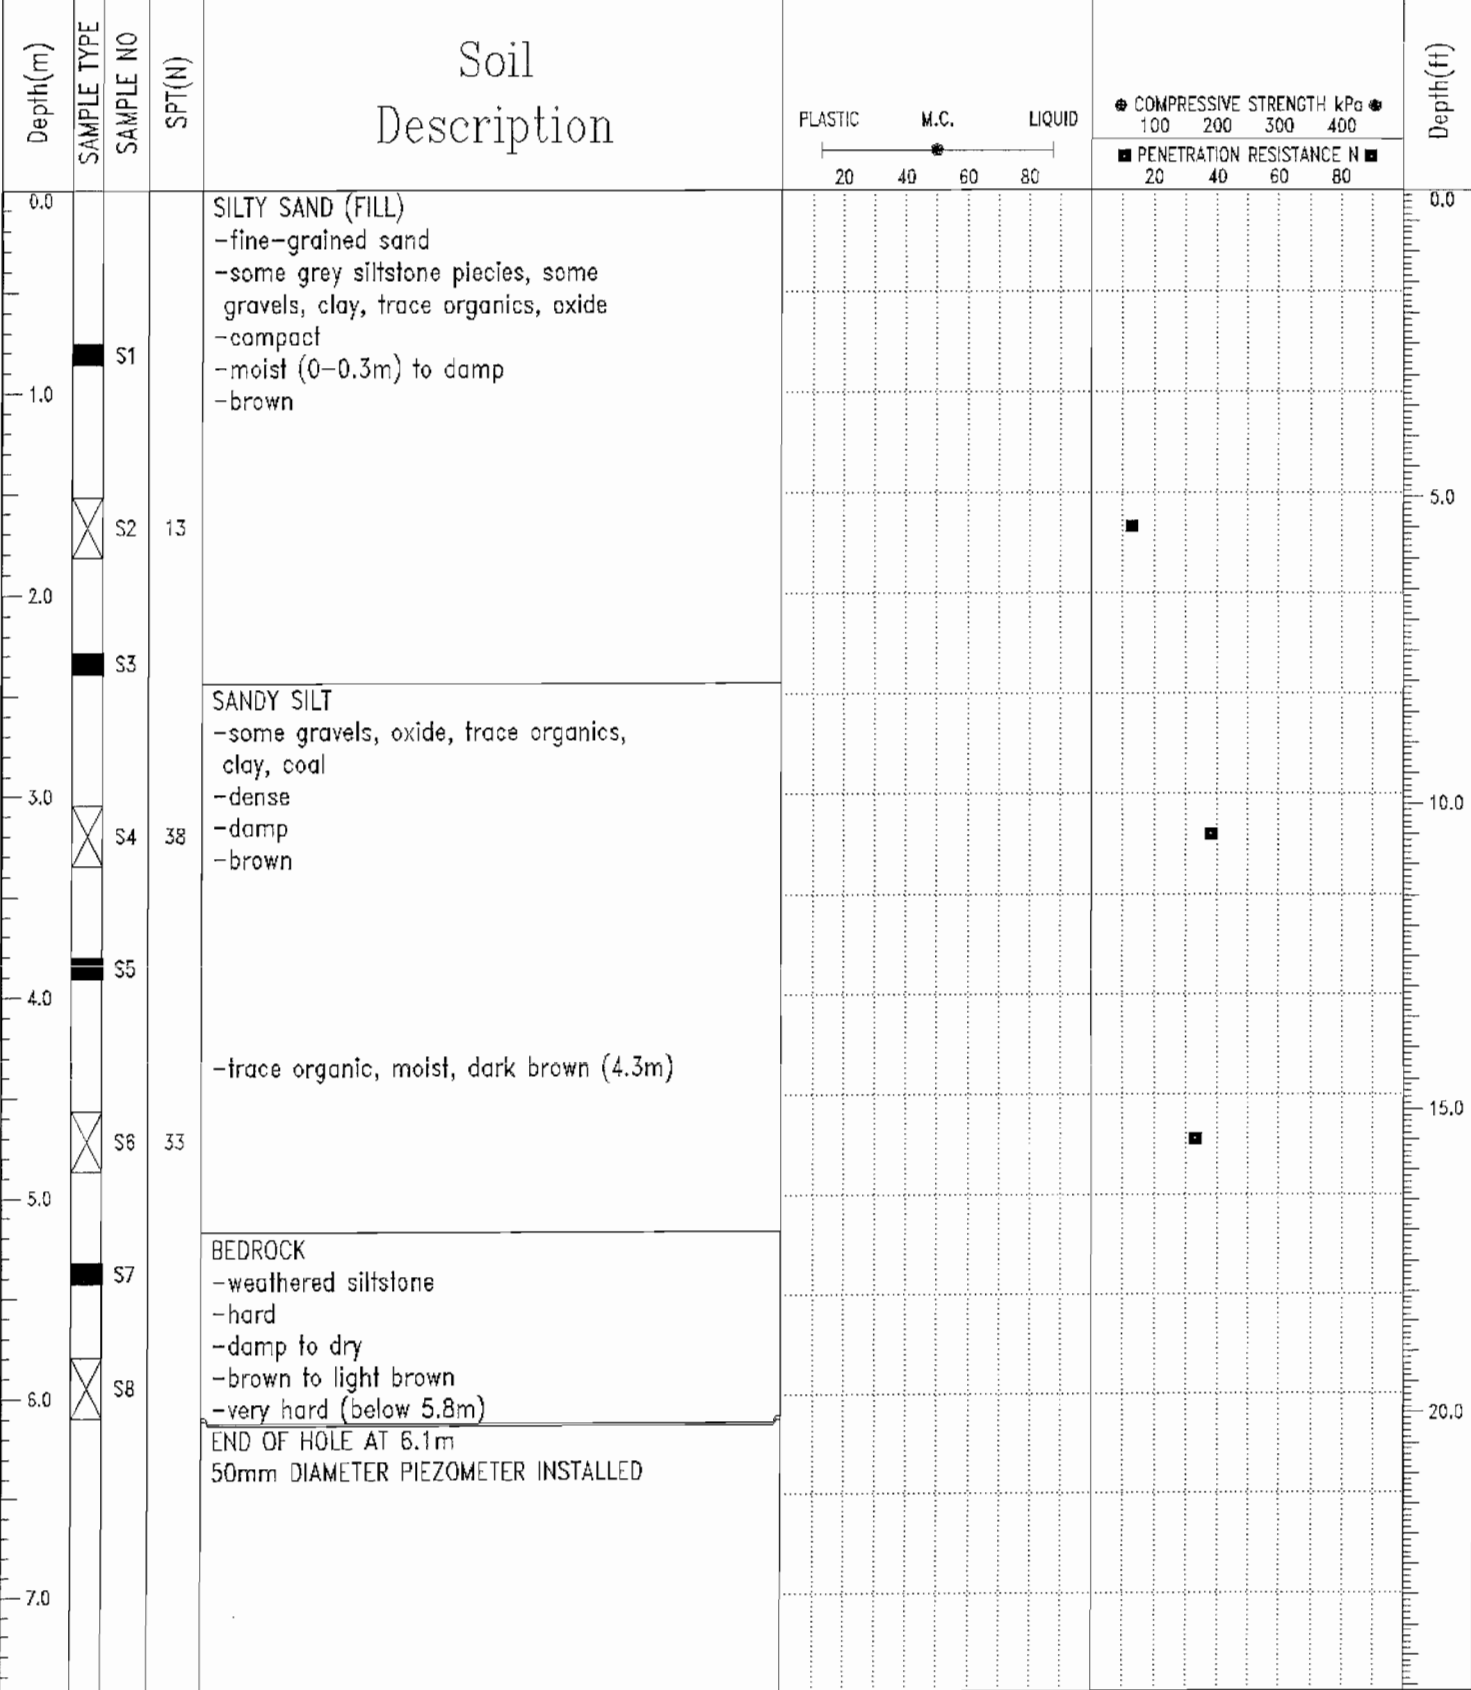 Depth(m)
SAMPLE TYPE
SAMPLE NO
SPT(N)
Soil
Description
PLASTIC M.C. LIQUID
20 40 60 80
COMPRESSIVE STRENGTH kPa
100 200 300 400
PENETRATION RESISTANCE N
20 40 60 80
Depth(ft)
0.0 SILTY SAND (FILL) 0.0
-fine-grained sand
-some grey siltstone piecies, some
gravels, clay, trace organics, oxide
-compact
S1
-moist (0-0.3m) to damp
1.0
-brown
5.0
S2 13
2.0
S3
SANDY SILT
-some gravels, oxide, trace organics,
clay, coal
3.0 -dense 10.0
-damp
S4 38
-brown
S5
4.0
-trace organic, moist, dark brown (4.3m)
15.0
S6 33
5.0
BEDROCK
S7
-weathered siltstone
-hard
-damp to dry
-brown to light brown
S8
6.0
-very hard (below 5.8m)
20.0
END OF HOLE AT 6.1m
50mm DIAMETER PIEZOMETER INSTALLED
7.0